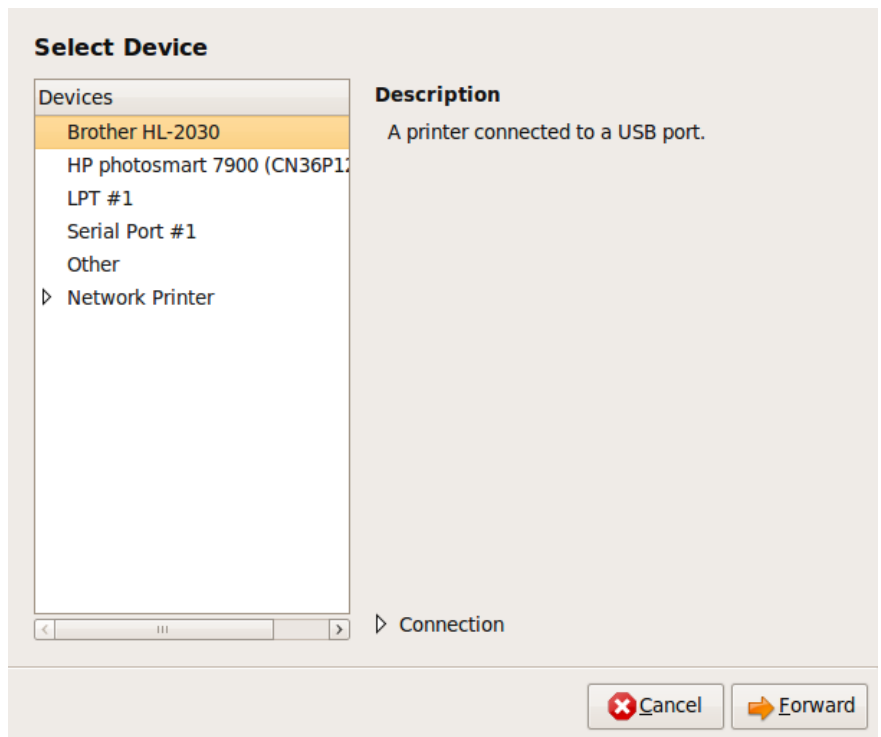 Select Device
Devices
Brother HL-2030
HP photosmart 7900 (CN36P12
LPT #1
Serial Port #1
Other
Network Printer
Description
A printer connected to a USB port.
Connection
Cancel
Forward